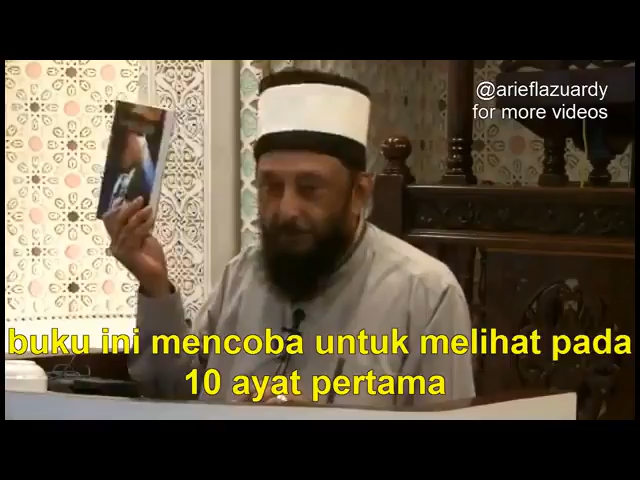 @arieflazuardy
for more videos
buku ini mencoba untuk melihat pada
10 ayat pertama